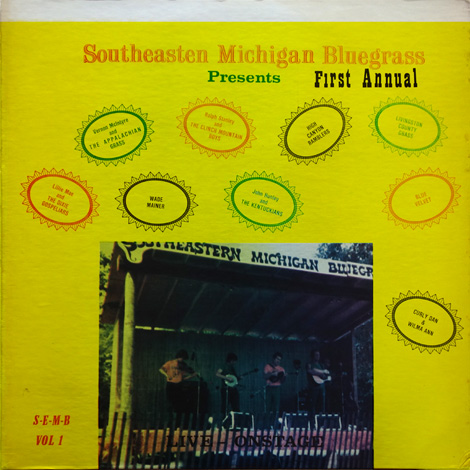 Southeasten Michigan Bluegrass
Presents First Annual
Vernon McIntyre
and
THE APPALACHIAN
GRASS
Ralph Stanley
and
THE CLINCH MOUNTAIN
BOYS
HIGH
CANYON
RAMBLERS
LIVINGSTON
COUNTY
GRASS
Lillie Mae
and
THE DIXIE
GOSPELAIRS
WADE
MAINER
John Hunley
and
THE KENTUCKIANS
BLUE
VELVET
CURLY DAN
&
WILMA ANN
SOUTHEASTERN MICHIGAN BLUEGR
S-E-M-B
VOL 1
LIVE - ONSTAGE